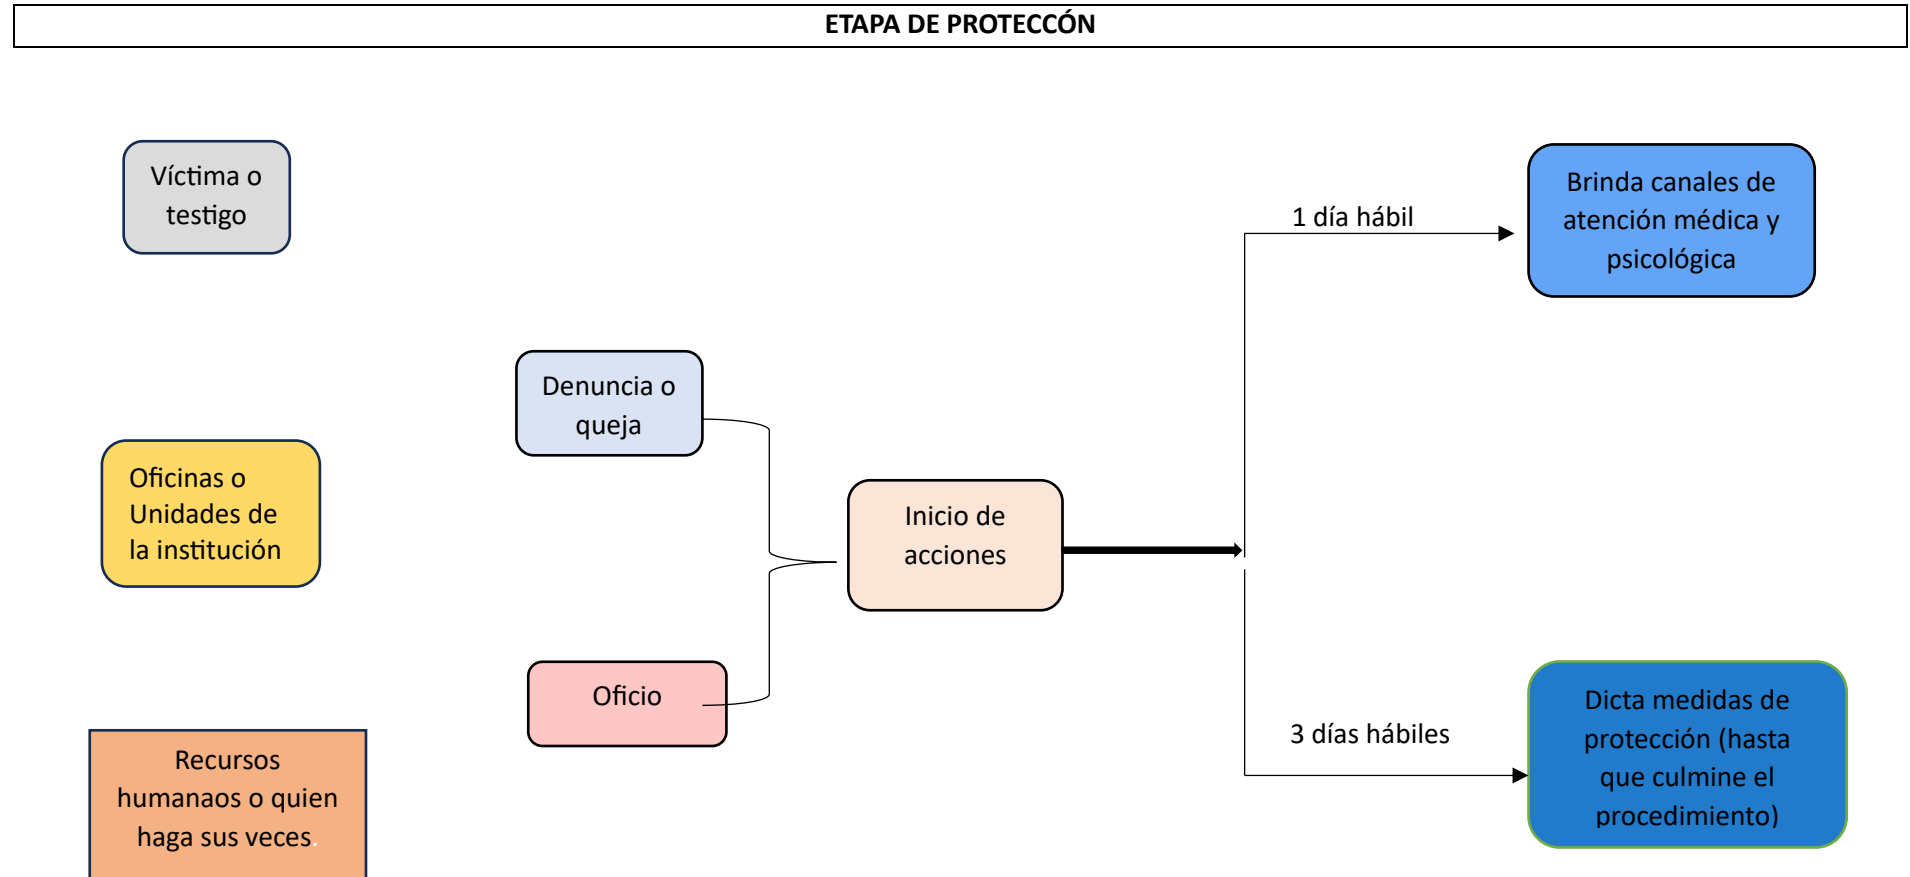 ETAPA DE PROTECCÓN
Víctima o
testigo
Oficinas o
Unidades de
la institución
Recursos
humanaos o quien
haga sus veces.
Denuncia o
queja
Oficio
Inicio de
acciones
1 día hábil
3 días hábiles
Brinda canales de
atención médica y
psicológica
Dicta medidas de
protección (hasta
que culmine el
procedimiento)